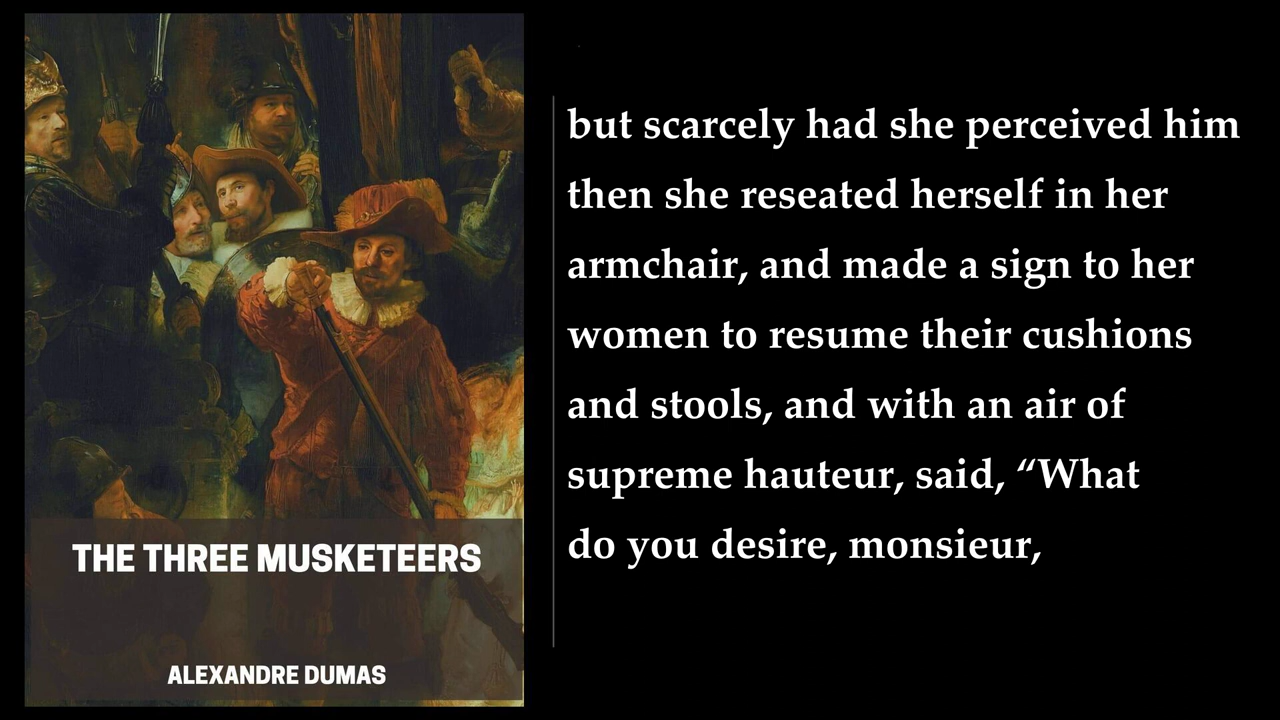 THE THREE MUSKETEERS
ALEXANDRE DUMAS
but scarcely had she perceived him
then she reseated herself in her
armchair, and made a sign to her
women to resume their cushions
and stools, and with an air of
supreme hauteur, said, “What
do you desire, monsieur,